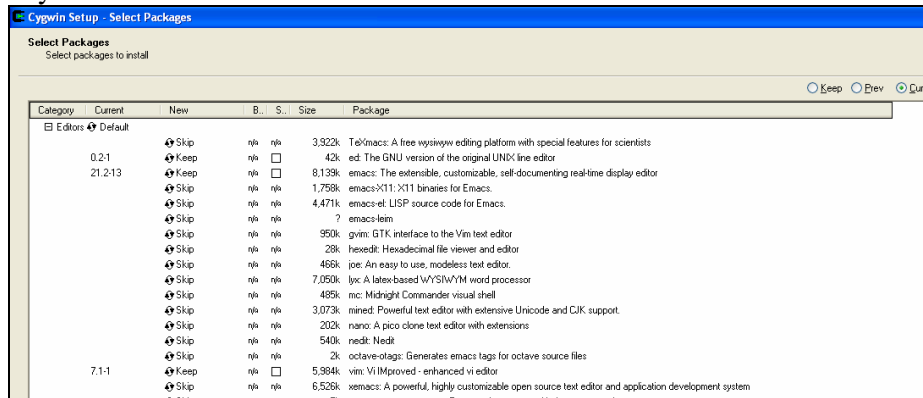 Cygwin Setup - Select Packages
Select Packages
Select packages to install
Keep Prev
Category Current New B.. S.. Size Package
Editors Default
Skip n/a n/a 3,922k TeXmacs: A free wysiwyw editing platform with special features for scientists
0.2-1 Keep n/a 42k ed: The GNU version of the original UNIX line editor
21.2-13 Keep n/a 8,139k emacs: The extensible, customizable, self-documenting real-time display editor
Skip n/a n/a 1,758k emacs-X11: X11 binaries for Emacs.
Skip n/a n/a 4,471k emacs-el: LISP source code for Emacs.
Skip n/a n/a ? emacs-leim
Skip n/a n/a 950k gvim: GTK interface to the Vim text editor
Skip n/a n/a 28k hexedit: Hexadecimal file viewer and editor
Skip n/a n/a 466k joe: An easy to use, modeless text editor.
Skip n/a n/a 7,050k lyx: A latex-based WYSIWYM word processor
Skip n/a n/a 485k mc: Midnight Commander visual shell
Skip n/a n/a 3,073k mined: Powerful text editor with extensive Unicode and CJK support.
Skip n/a n/a 202k nano: A pico clone text editor with extensions
Skip n/a n/a 540k nedit: Nedit
Skip n/a n/a 2k octave-otags: Generates emacs tags for octave source files
7.1-1 Keep n/a 5,984k vim: Vi IMproved - enhanced vi editor
Skip n/a n/a 6,526k xemacs: A powerful, highly customizable open source text editor and application development system